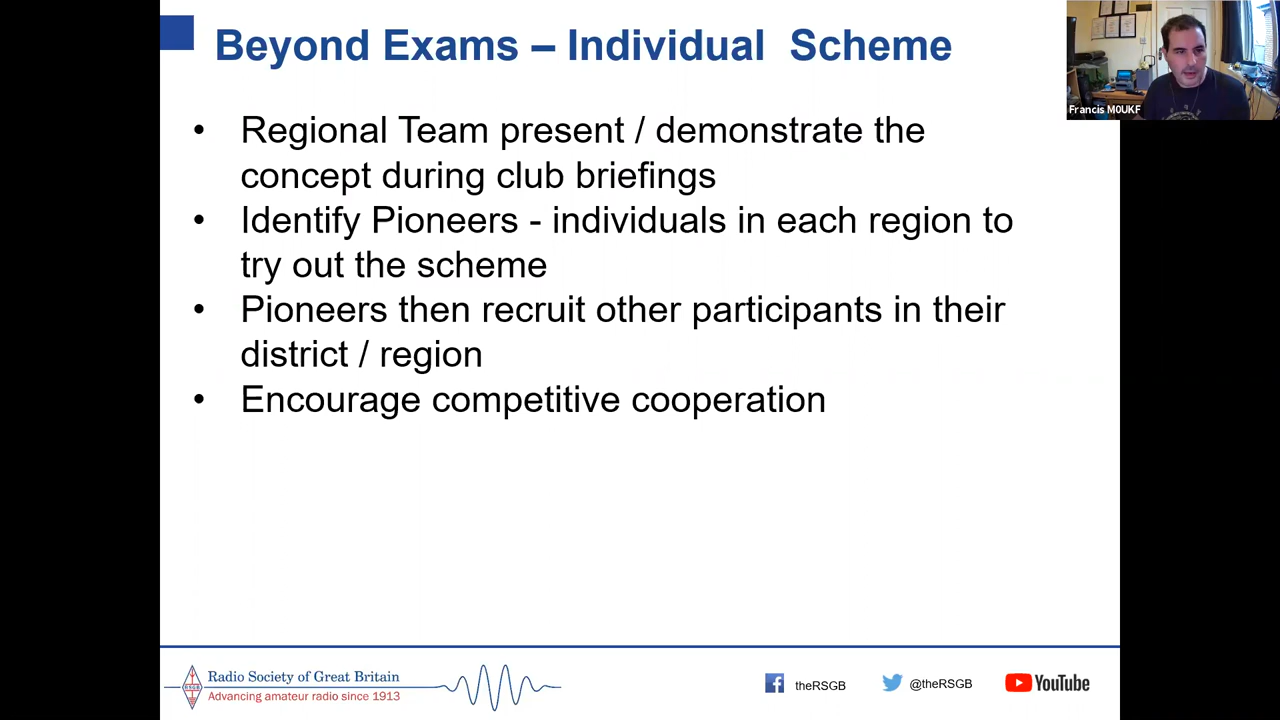 Beyond Exams – Individual Scheme
Francis M0UKF
• Regional Team present / demonstrate the
concept during club briefings
• Identify Pioneers - individuals in each region to
try out the scheme
• Pioneers then recruit other participants in their
district / region
• Encourage competitive cooperation
RSGB
Radio Society of Great Britain
Advancing amateur radio since 1913
theRSGB
@theRSGB
YouTube